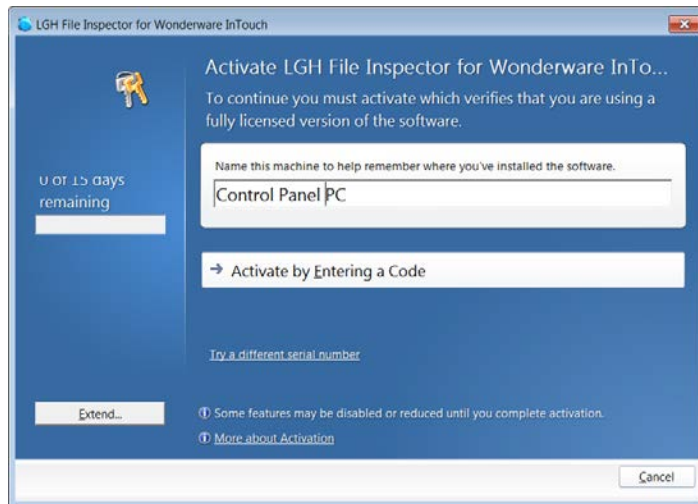 LGH File Inspector for Wonderware InTouch
Activate LGH File Inspector for Wonderware InTo...
To continue you must activate which verifies that you are using a
fully licensed version of the software.
0 of 15 days
remaining
Name this machine to help remember where you've installed the software.
Control Panel PC
Activate by Entering a Code
Try a different serial number
Extend...
Some features may be disabled or reduced until you complete activation.
More about Activation
Cancel